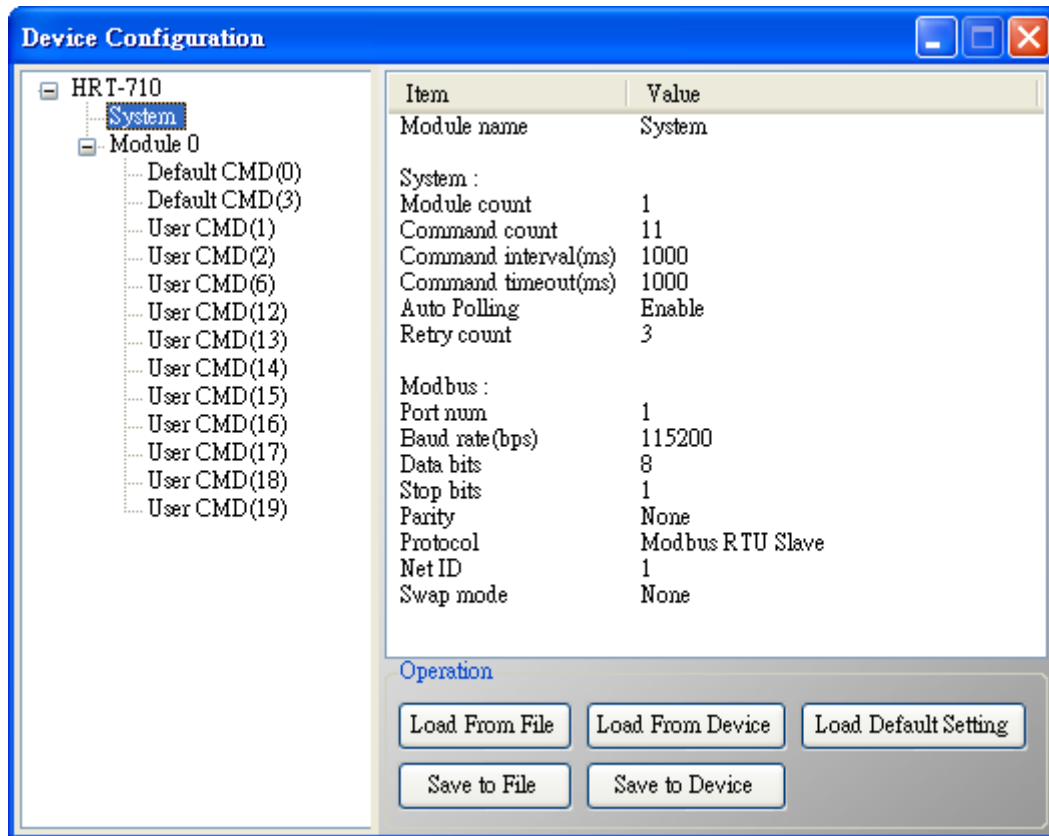 Device Configuration
HRT-710
System
Module 0
Default CMD(0)
Default CMD(3)
User CMD(1)
User CMD(2)
User CMD(6)
User CMD(12)
User CMD(13)
User CMD(14)
User CMD(15)
User CMD(16)
User CMD(17)
User CMD(18)
User CMD(19)
Item Value
Module name System
System :
Module count 1
Command count 11
Command interval(ms) 1000
Command timeout(ms) 1000
Auto Polling Enable
Retry count 3
Modbus :
Port num 1
Baud rate(bps) 115200
Data bits 8
Stop bits 1
Parity None
Protocol Modbus RTU Slave
Net ID 1
Swap mode None
Operation
Load From File Load From Device Load Default Setting
Save to File Save to Device